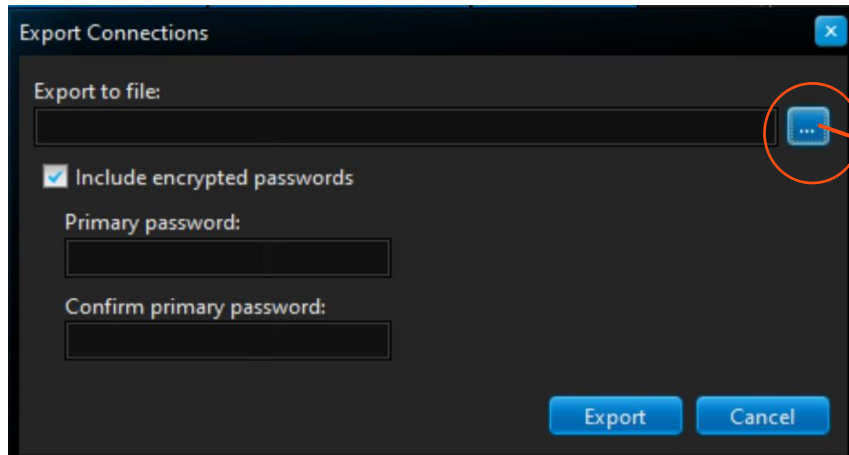 Export Connections
Export to file:
...
Include encrypted passwords
Primary password:
Confirm primary password:
Export Cancel